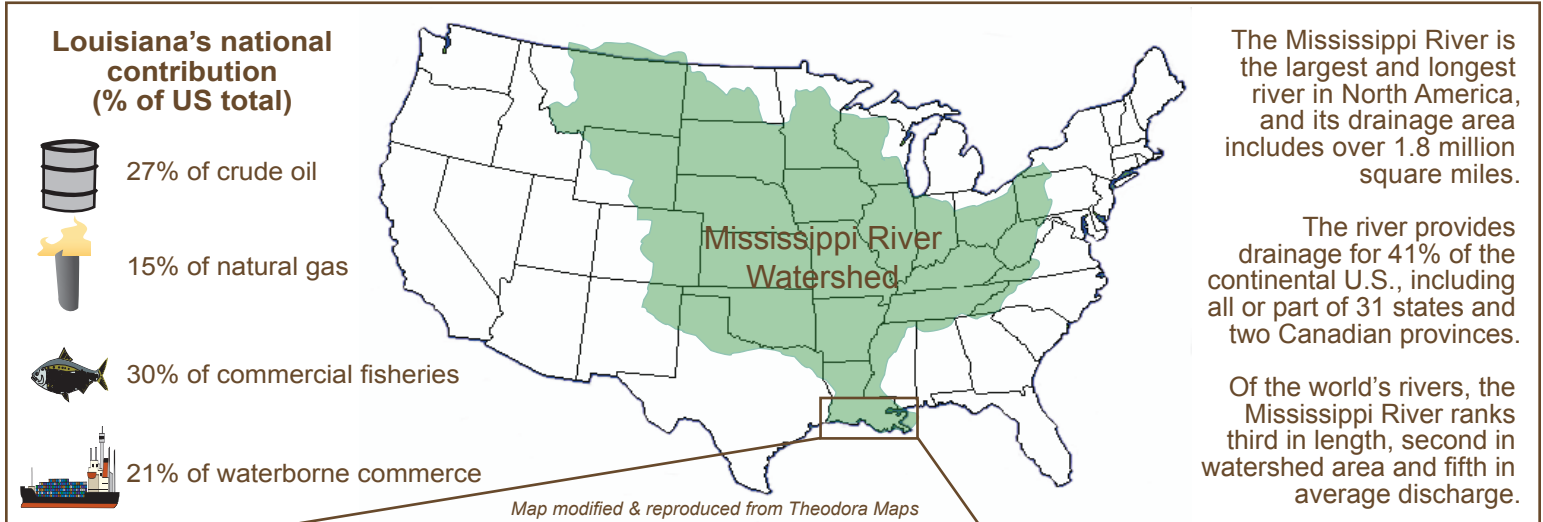 Louisiana's national
contribution
(% of US total)
27% of crude oil
15% of natural gas
30% of commercial fisheries
21% of waterborne commerce
Mississippi River
Watershed
Map modified & reproduced from Theodora Maps
The Mississippi River is
the largest and longest
river in North America,
and its drainage area
includes over 1.8 million
square miles.
The river provides
drainage for 41% of the
continental U.S., including
all or part of 31 states and
two Canadian provinces.
Of the world's rivers, the
Mississippi River ranks
third in length, second in
watershed area and fifth in
average discharge.